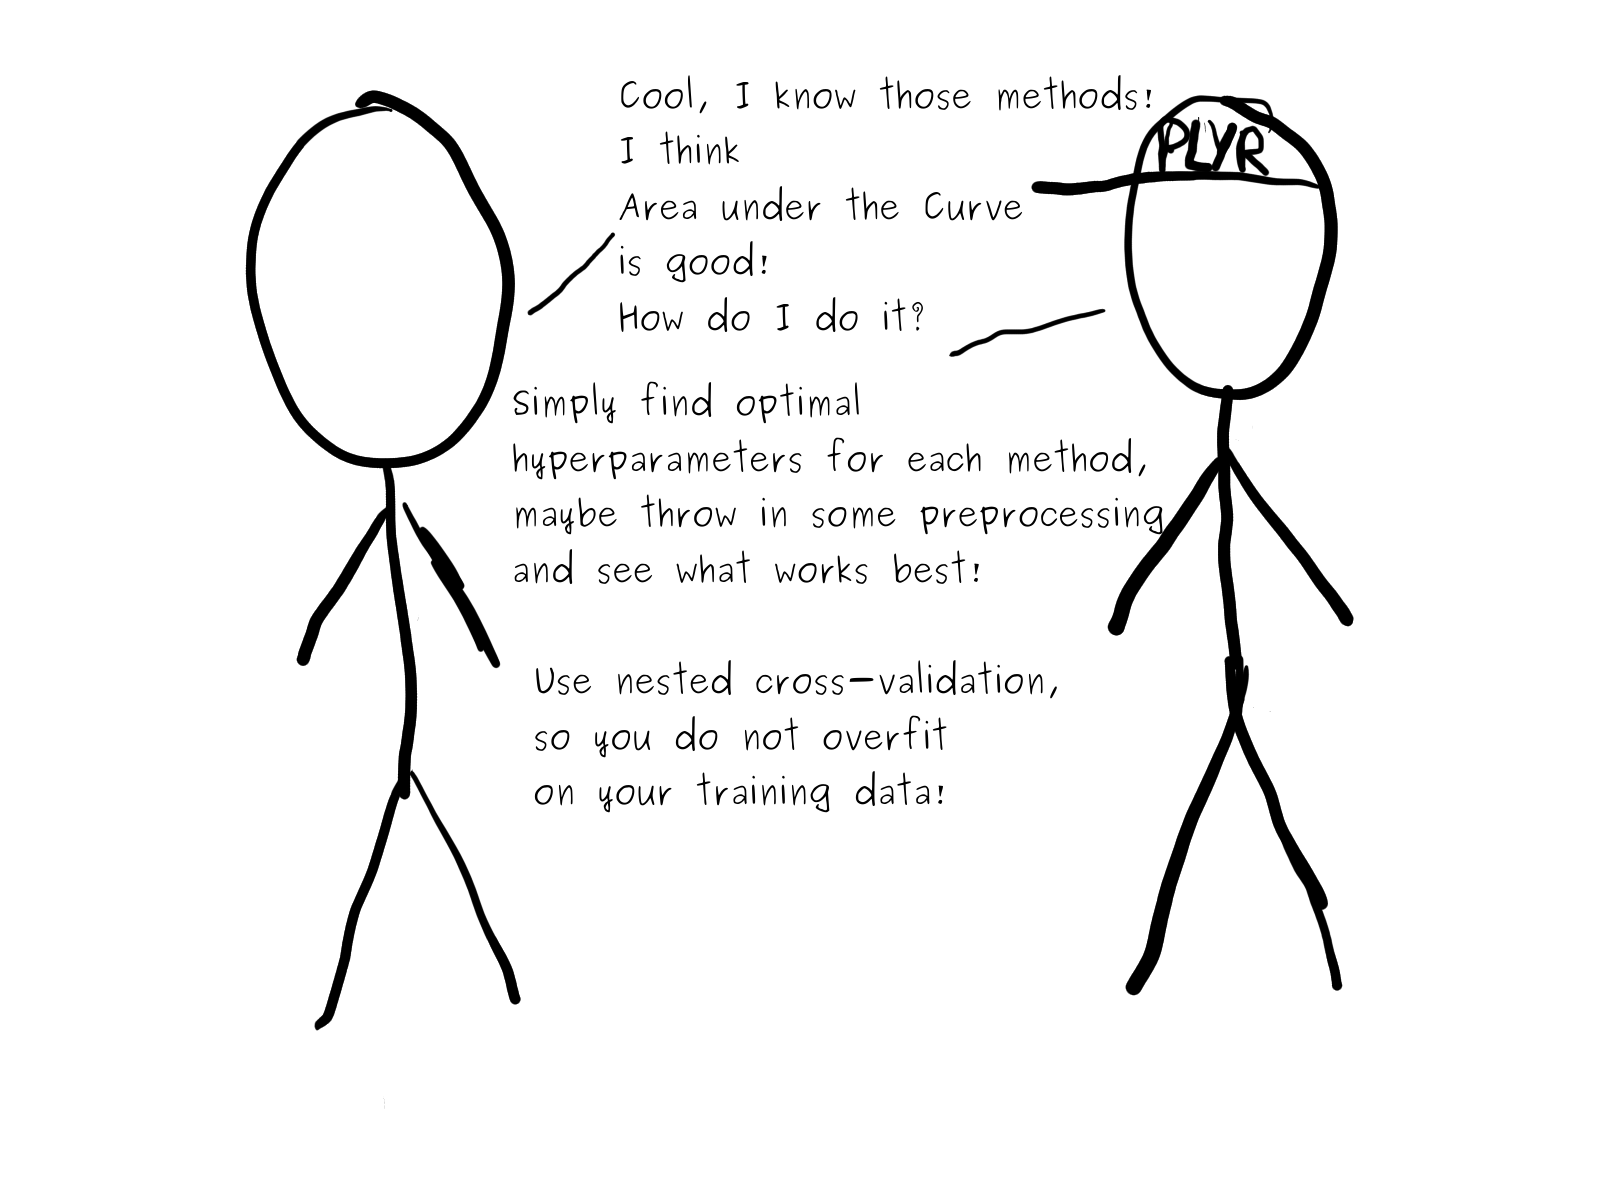 Cool, I know those methods!
I think
Area under the Curve
is good!
How do I do it?
PLYR
Simply find optimal
hyperparameters for each method,
maybe throw in some preprocessing
and see what works best!
Use nested cross-validation,
so you do not overfit
on your training data!